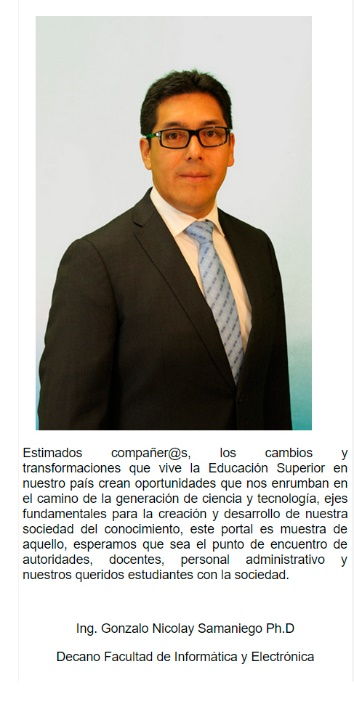 Estimados compañer@s, los cambios y
transformaciones que vive la Educación Superior en
nuestro país crean oportunidades que nos enrumban en
el camino de la generación de ciencia y tecnología, ejes
fundamentales para la creación y desarrollo de nuestra
sociedad del conocimiento, este portal es muestra de
aquello, esperamos que sea el punto de encuentro de
autoridades, docentes, personal administrativo y
nuestros queridos estudiantes con la sociedad.
Ing. Gonzalo Nicolay Samaniego Ph.D
Decano Facultad de Informática y Electrónica